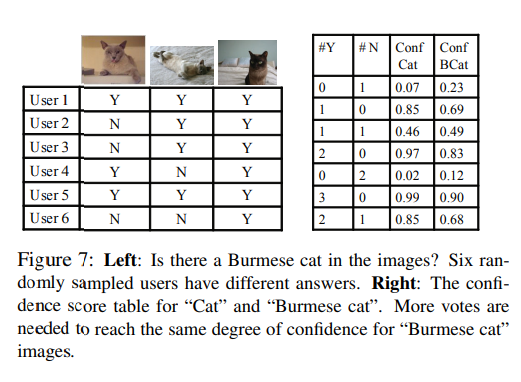 #Y # N Conf Cat Conf BCat
0 1 0.07 0.23
User 1 Y Y Y
1 0 0.85 0.69
User 2 N Y Y
1 1 0.46 0.49
User 3 N Y Y
2 0 0.97 0.83
User 4 Y N Y
0 2 0.02 0.12
User 5 Y Y Y
3 0 0.99 0.90
User 6 N N Y
2 1 0.85 0.68
Figure 7: Left: Is there a Burmese cat in the images? Six ran-
domly sampled users have different answers. Right: The confi-
dence score table for “Cat” and “Burmese cat”. More votes are
needed to reach the same degree of confidence for “Burmese cat”
images.